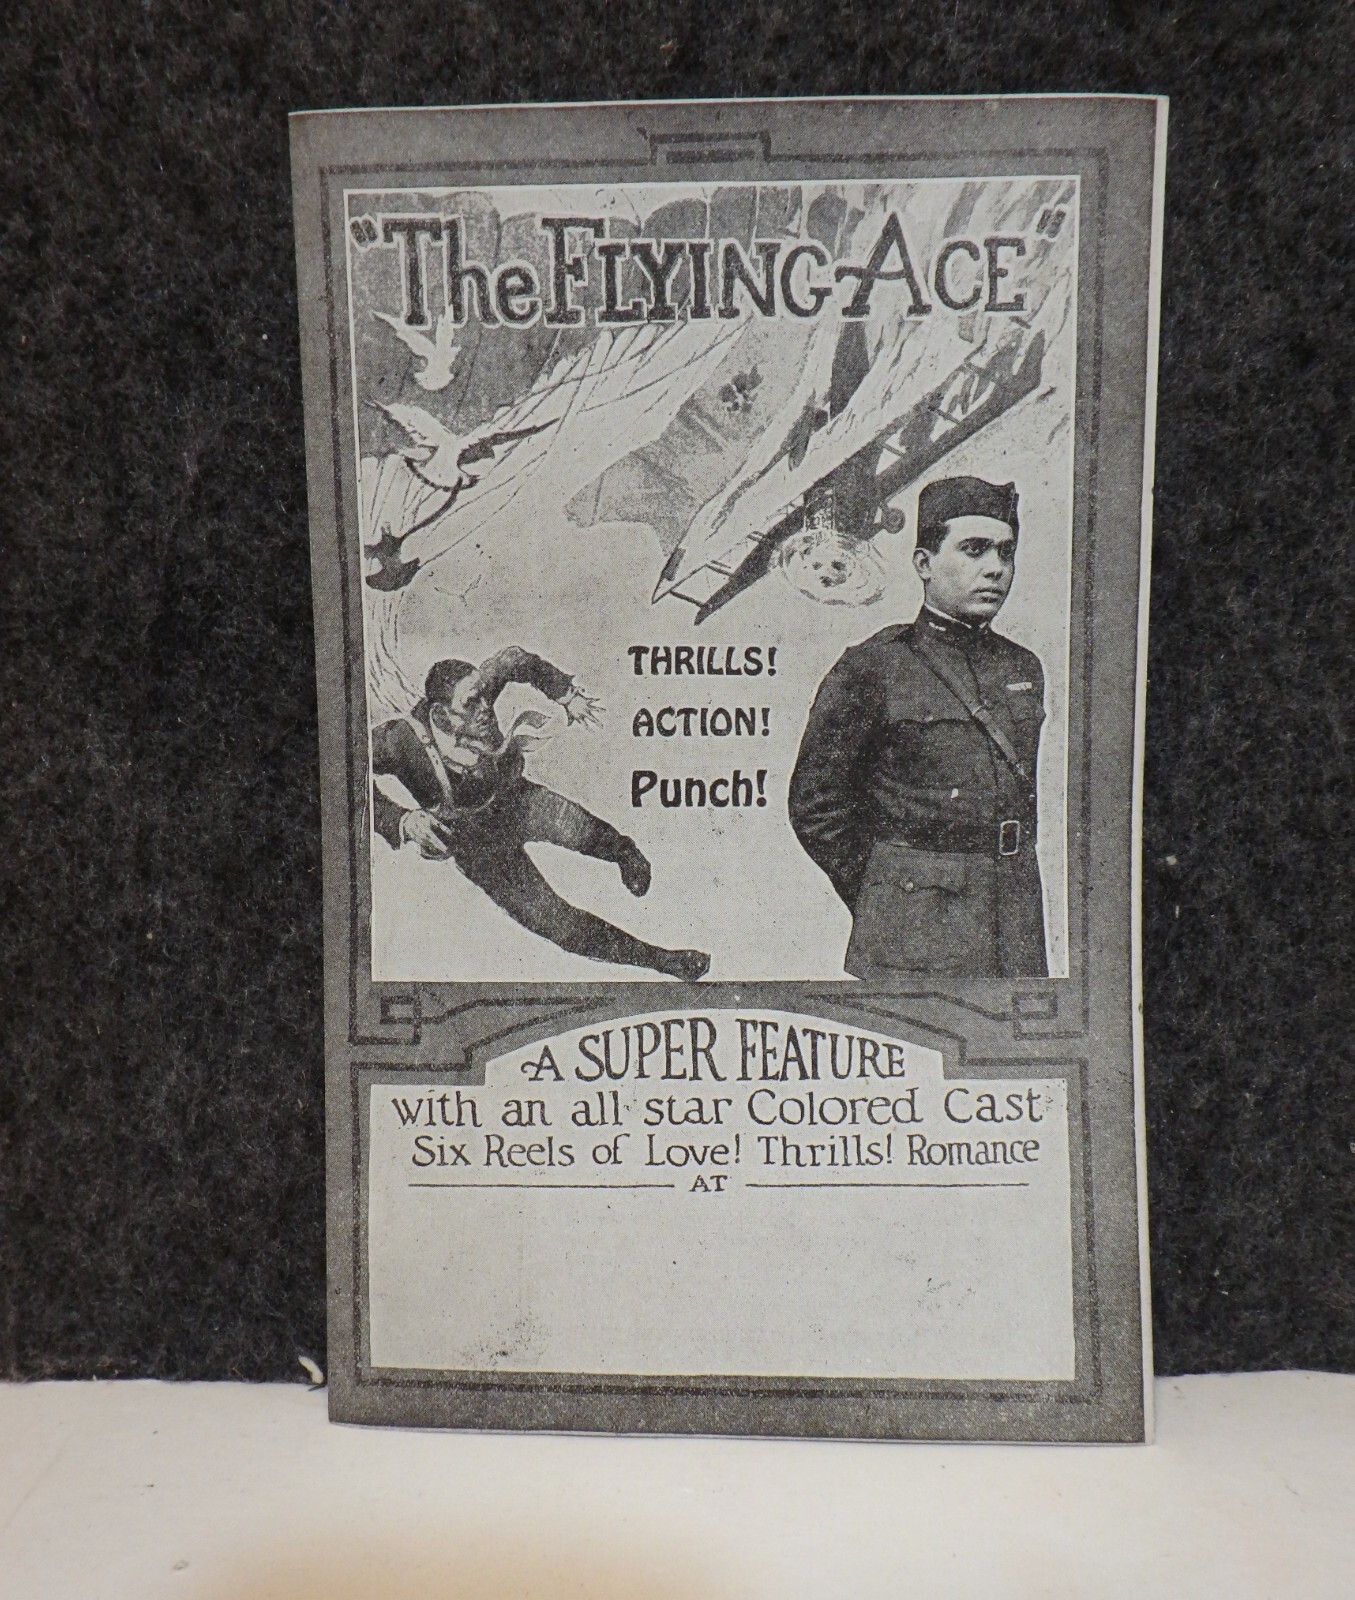 "The Flying Ace"
THRILLS!
ACTION!
Punch!
A SUPER FEATURE
with an all star Colored Cast
Six Reels of Love! Thrills! Romance
AT